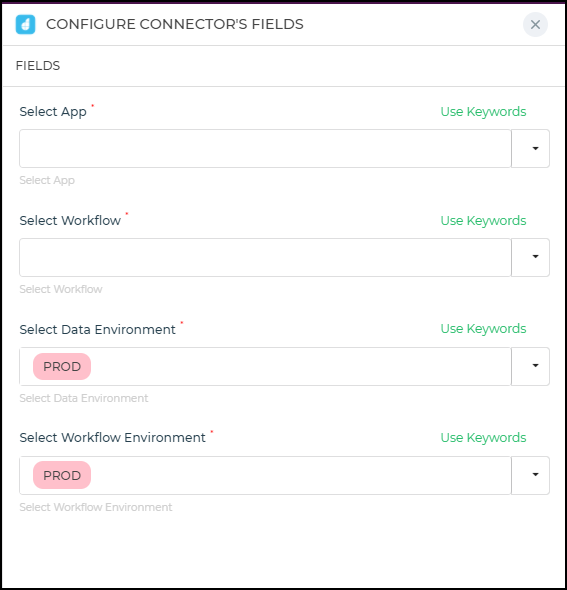 CONFIGURE CONNECTOR'S FIELDS
FIELDS
Select App * Use Keywords
Select App
Select Workflow * Use Keywords
Select Workflow
Select Data Environment * Use Keywords
PROD
Select Data Environment
Select Workflow Environment * Use Keywords
PROD
Select Workflow Environment